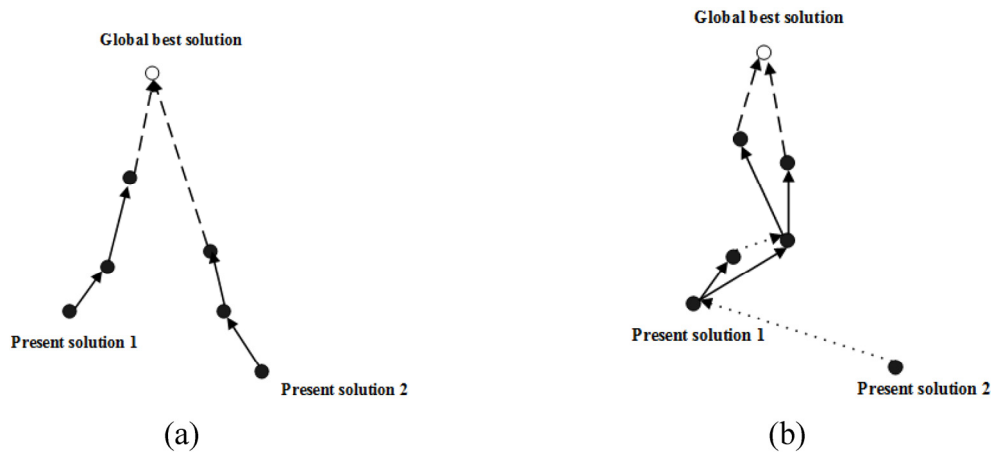 Global best solution
Present solution 1
Present solution 2
(a)
Global best solution
Present solution 1
Present solution 2
(b)